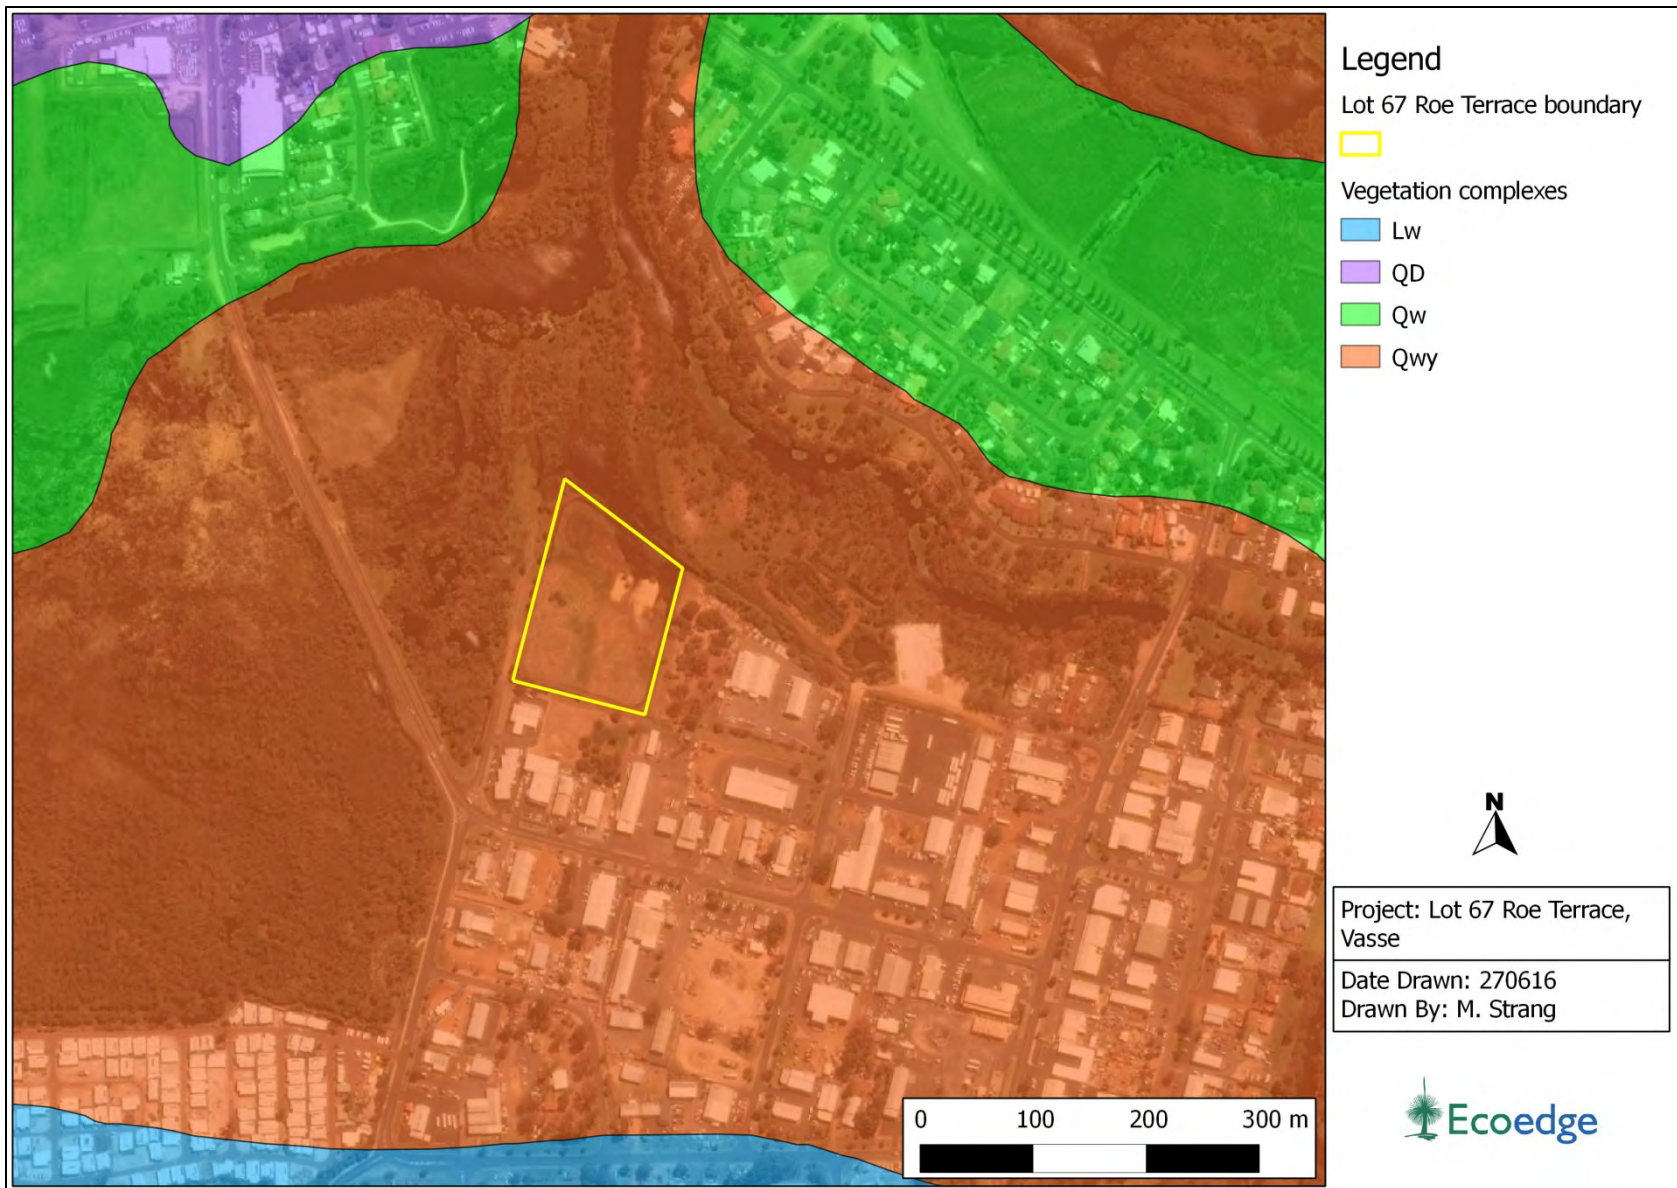 Legend
Lot 67 Roe Terrace boundary
Vegetation complexes
Lw
QD
Qw
Qwy
N
Project: Lot 67 Roe Terrace,
Vasse
Date Drawn: 270616
Drawn By: M. Strang
0 100 200 300 m
Ecoedge